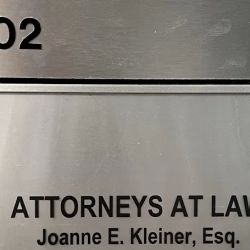 02
ATTORNEYS AT LAW
Joanne E. Kleiner, Esq.